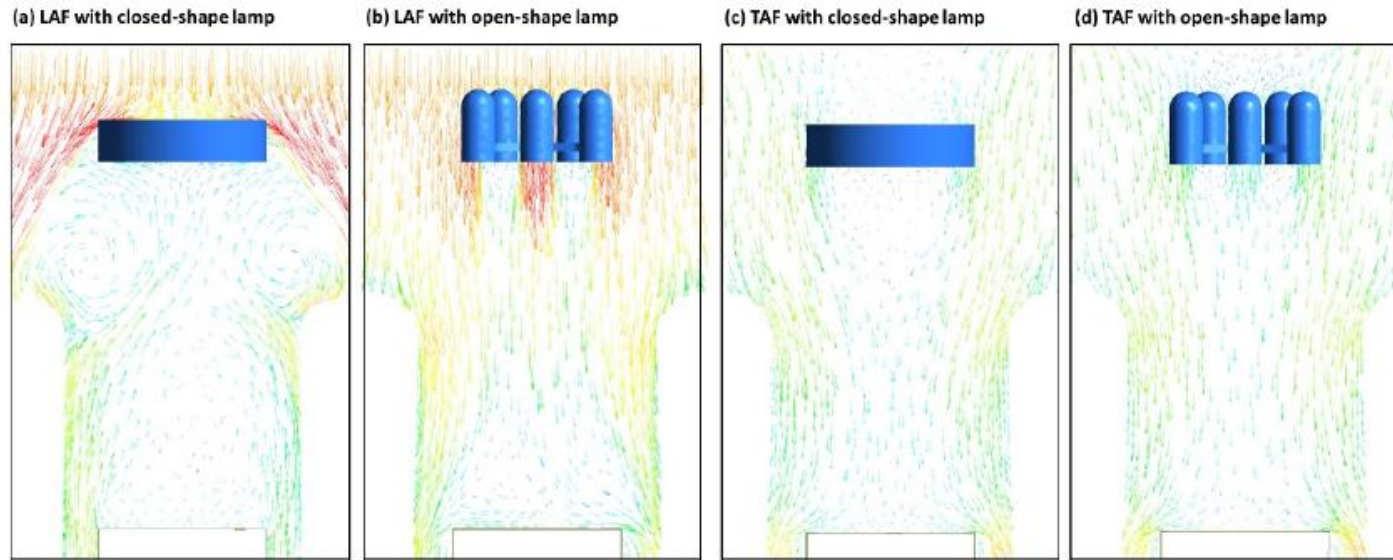 (a) LAF with closed-shape lamp
(b) LAF with open-shape lamp
(c) TAF with closed-shape lamp
(d) TAF with open-shape lamp